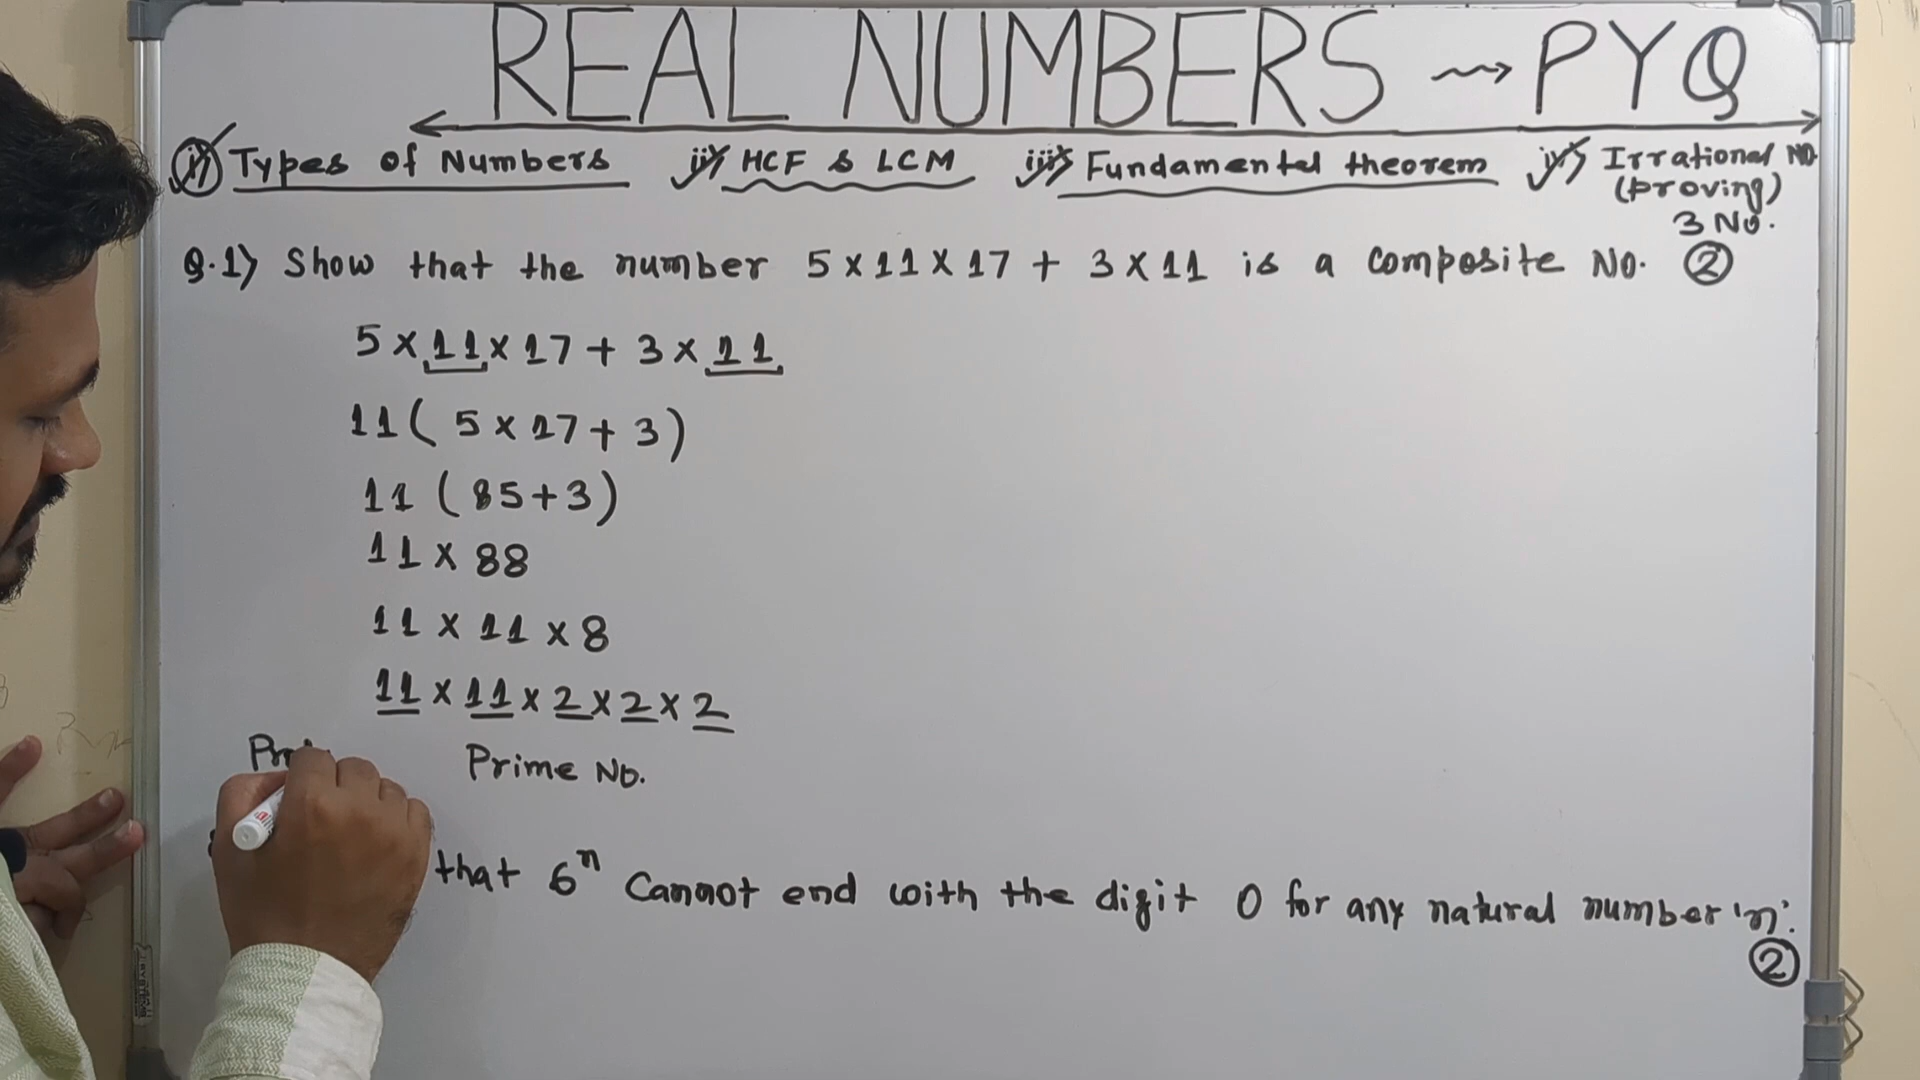 REAL NUMBERS ⇝ PYQ
i) Types of Numbers ii) HCF & LCM iii) Fundamental theorem iv) Irrational NO.
(proving)
3 No.
Q.1) Show that the number 5 x 11 x 17 + 3 x 11 is a composite No. ②
5 x 11 x 17 + 3 x 11
11 ( 5 x 17 + 3 )
11 ( 85 + 3 )
11 x 88
11 x 11 x 8
11 x 11 x 2 x 2 x 2
Prime No.
that 6ⁿ Cannot end with the digit 0 for any natural number 'n'.
②